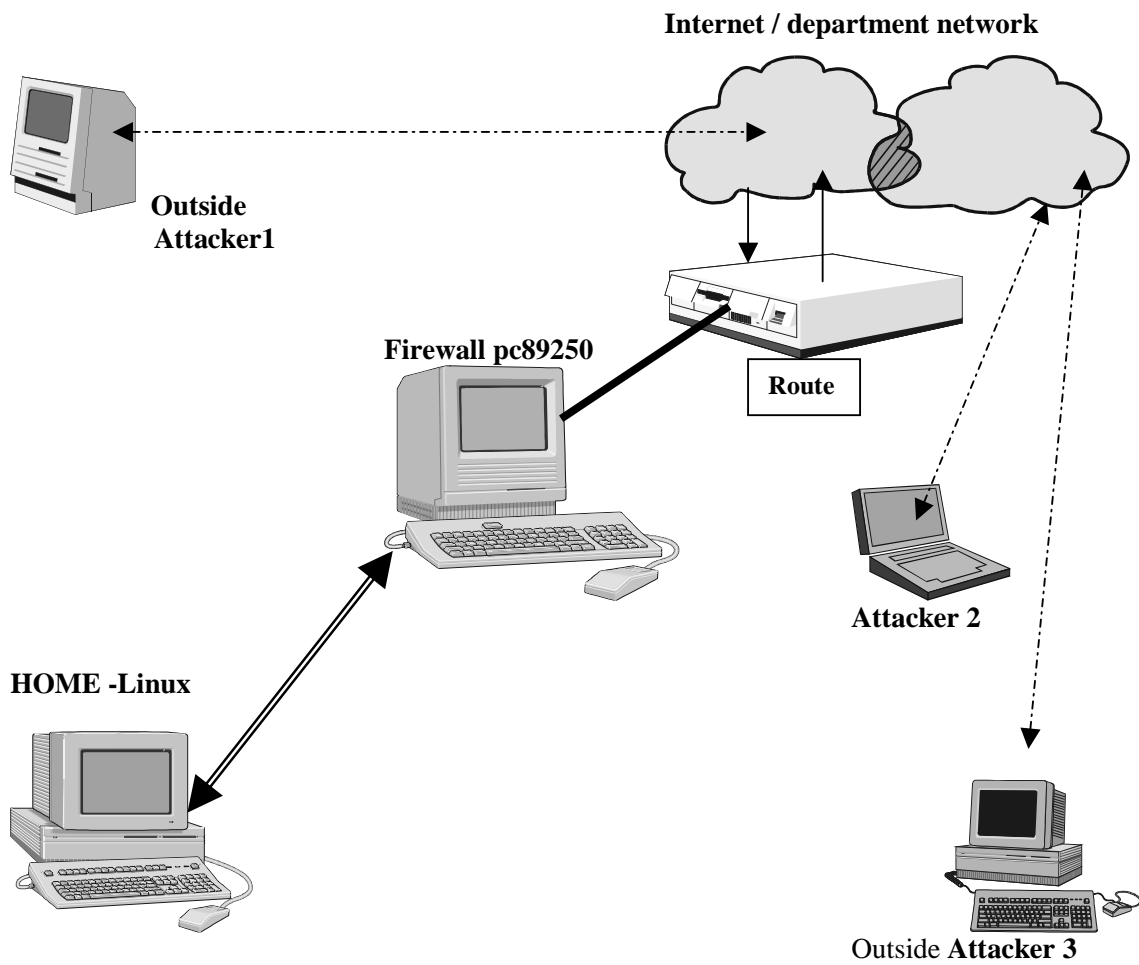 Internet / department network
Outside
Attacker1
Firewall pc89250
Route
Attacker 2
HOME -Linux
Outside Attacker 3